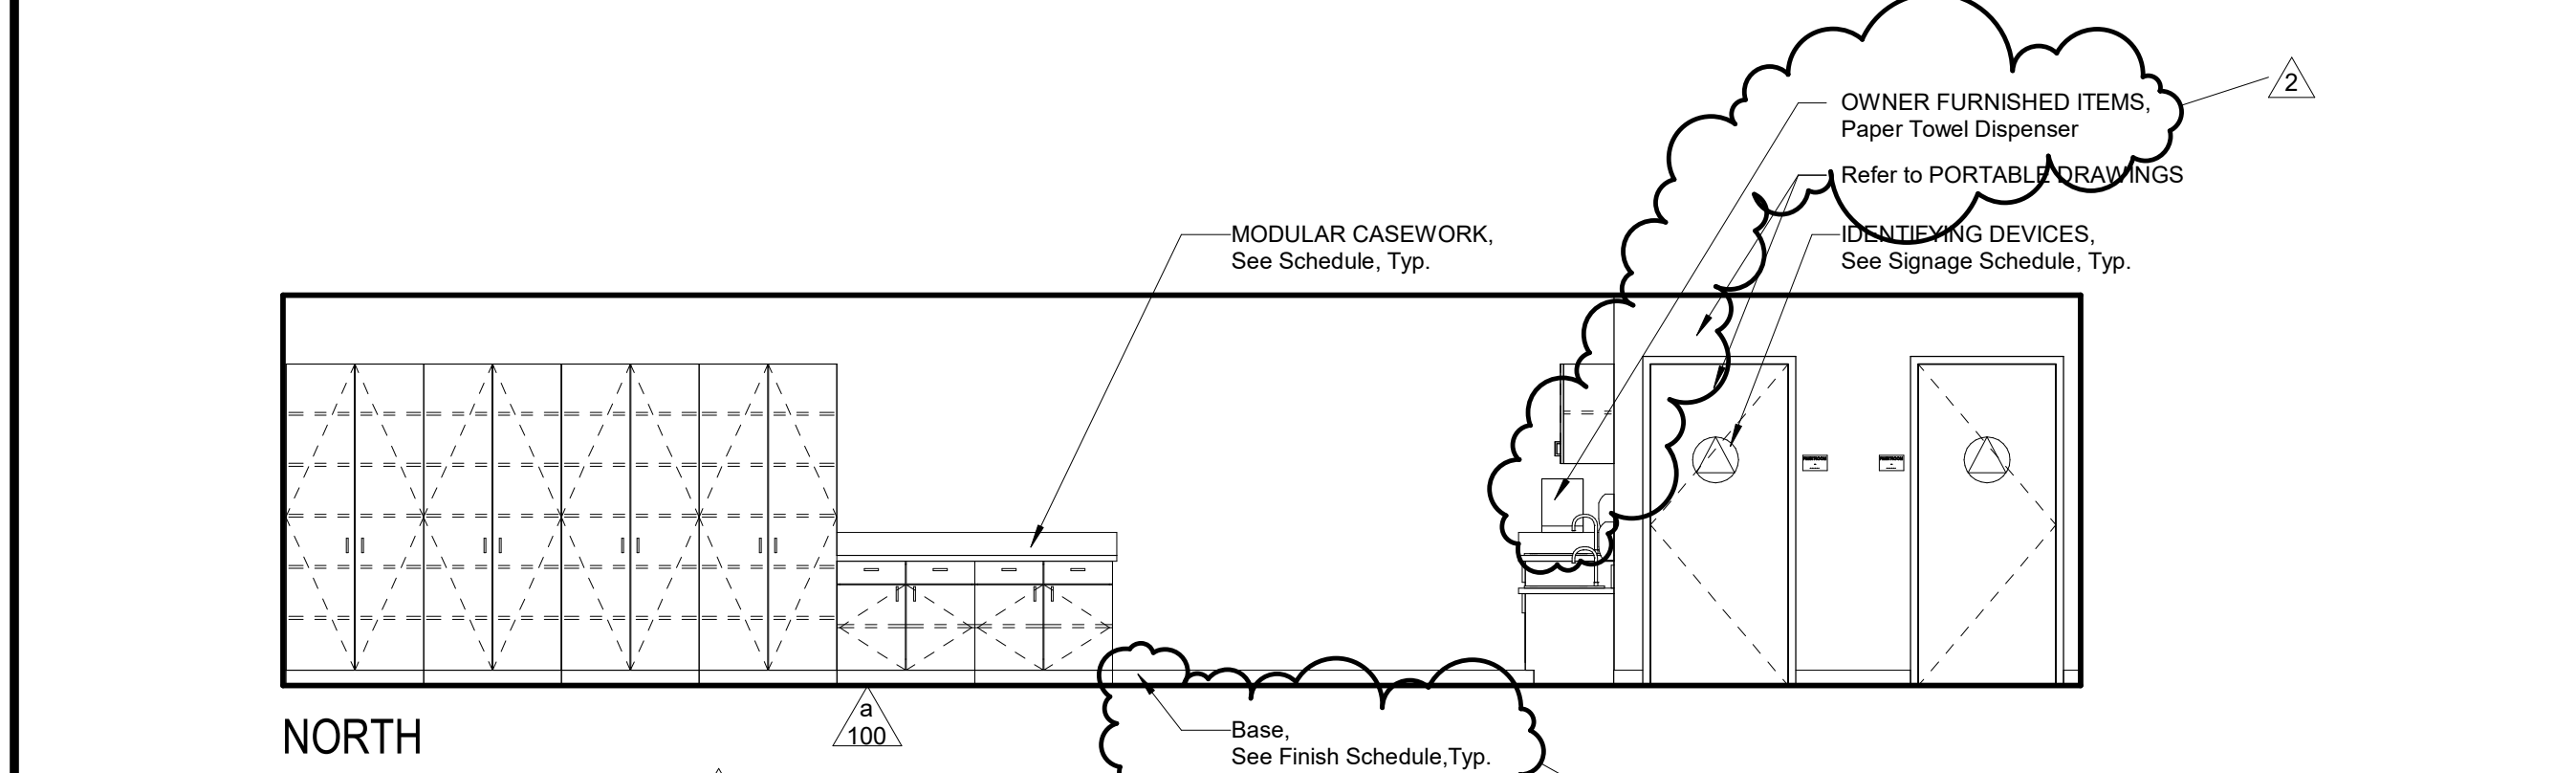 2
OWNER FURNISHED ITEMS,
Paper Towel Dispenser
Refer to PORTABLE DRAWINGS
MODULAR CASEWORK,
See Schedule, Typ.
IDENTIFYING DEVICES,
See Signage Schedule, Typ.
NORTH
a
100
Base,
See Finish Schedule,Typ.